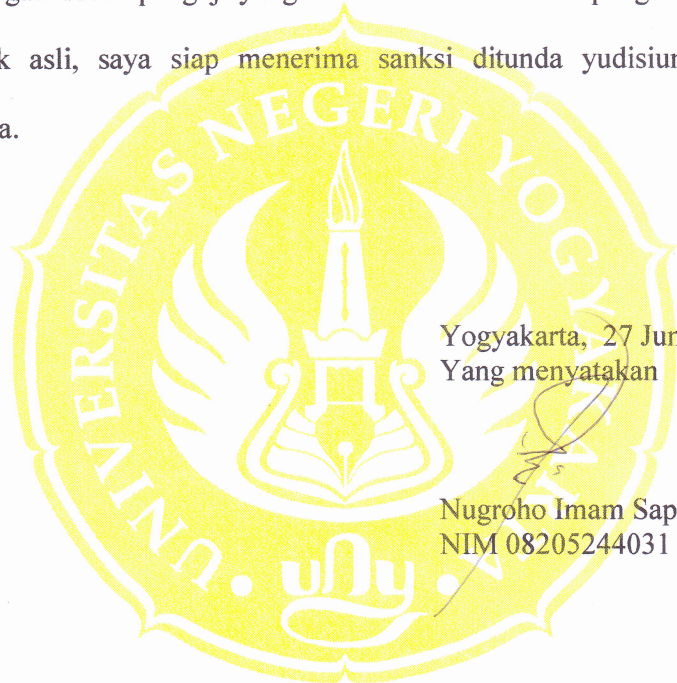 k asli, saya siap menerima sanksi ditunda yudisiu
a.
UNIVERSITAS NEGERI YOGYAKARTA
Yogyakarta, 27 Jun
Yang menyatakan
Nugroho Imam Sap
NIM 08205244031
uny